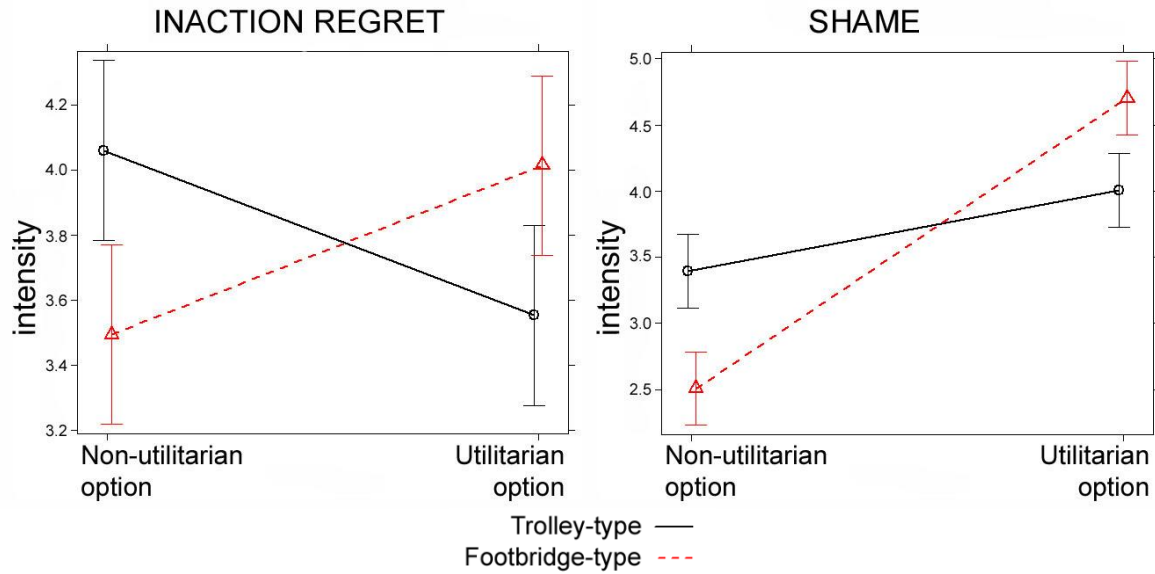 INACTION REGRET
intensity
4.2
4.0
3.8
3.6
3.4
3.2
Non-utilitarian
option
Utilitarian
option
SHAME
intensity
5.0
4.5
4.0
3.5
3.0
2.5
Non-utilitarian
option
Utilitarian
option
Trolley-type
Footbridge-type